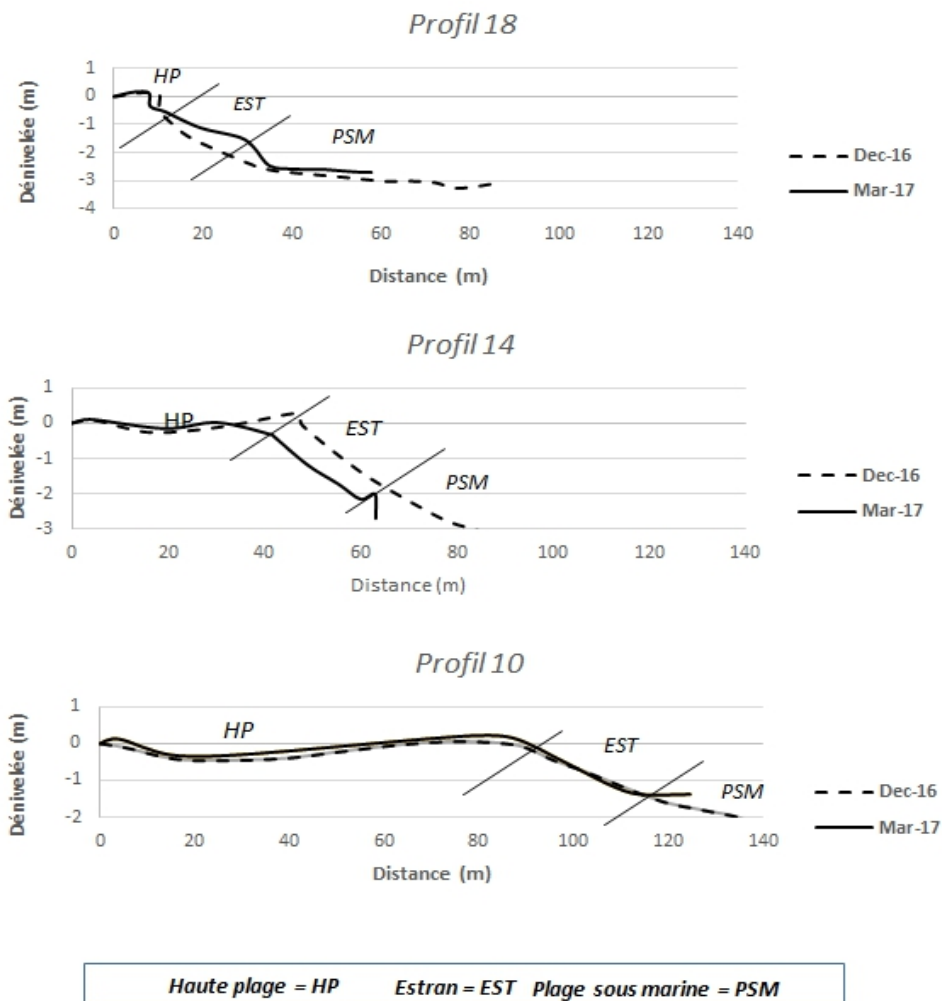 Profil 18
1
0
-1
-2
-3
-4
Dénivelée (m)
HP
EST
PSM
0 20 40 60 80 100 120 140
Distance (m)
Dec-16
Mar-17
Profil 14
1
0
-1
-2
-3
Dénivelée (m)
HP
EST
PSM
0 20 40 60 80 100 120 140
Distance (m)
Dec-16
Mar-17
Profil 10
1
0
-1
-2
Dénivelée (m)
HP
EST
PSM
0 20 40 60 80 100 120 140
Distance (m)
Dec-16
Mar-17
Haute plage = HP Estran = EST Plage sous marine = PSM